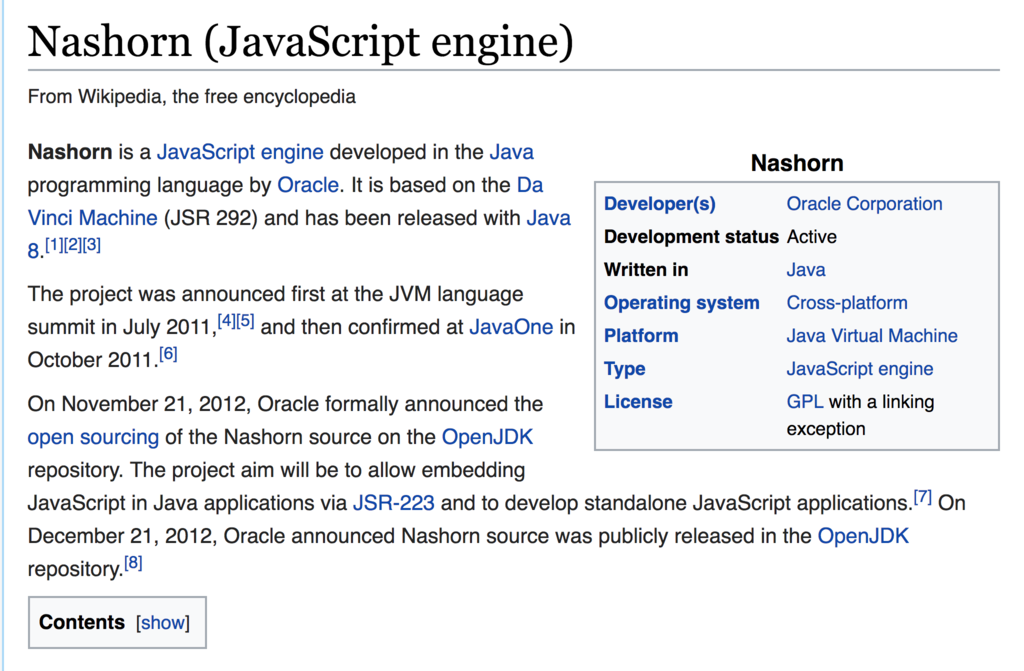 Nashorn (JavaScript engine)
From Wikipedia, the free encyclopedia
Nashorn is a JavaScript engine developed in the Java
programming language by Oracle. It is based on the Da
Vinci Machine (JSR 292) and has been released with Java
8.[1][2][3]
The project was announced first at the JVM language
summit in July 2011,[4][5] and then confirmed at JavaOne in
October 2011.[6]
On November 21, 2012, Oracle formally announced the
open sourcing of the Nashorn source on the OpenJDK
repository. The project aim will be to allow embedding
JavaScript in Java applications via JSR-223 and to develop standalone JavaScript applications.[7] On
December 21, 2012, Oracle announced Nashorn source was publicly released in the OpenJDK
repository.[8]
Nashorn
Developer(s) Oracle Corporation
Development status Active
Written in Java
Operating system Cross-platform
Platform Java Virtual Machine
Type JavaScript engine
License GPL with a linking
exception
Contents [show]